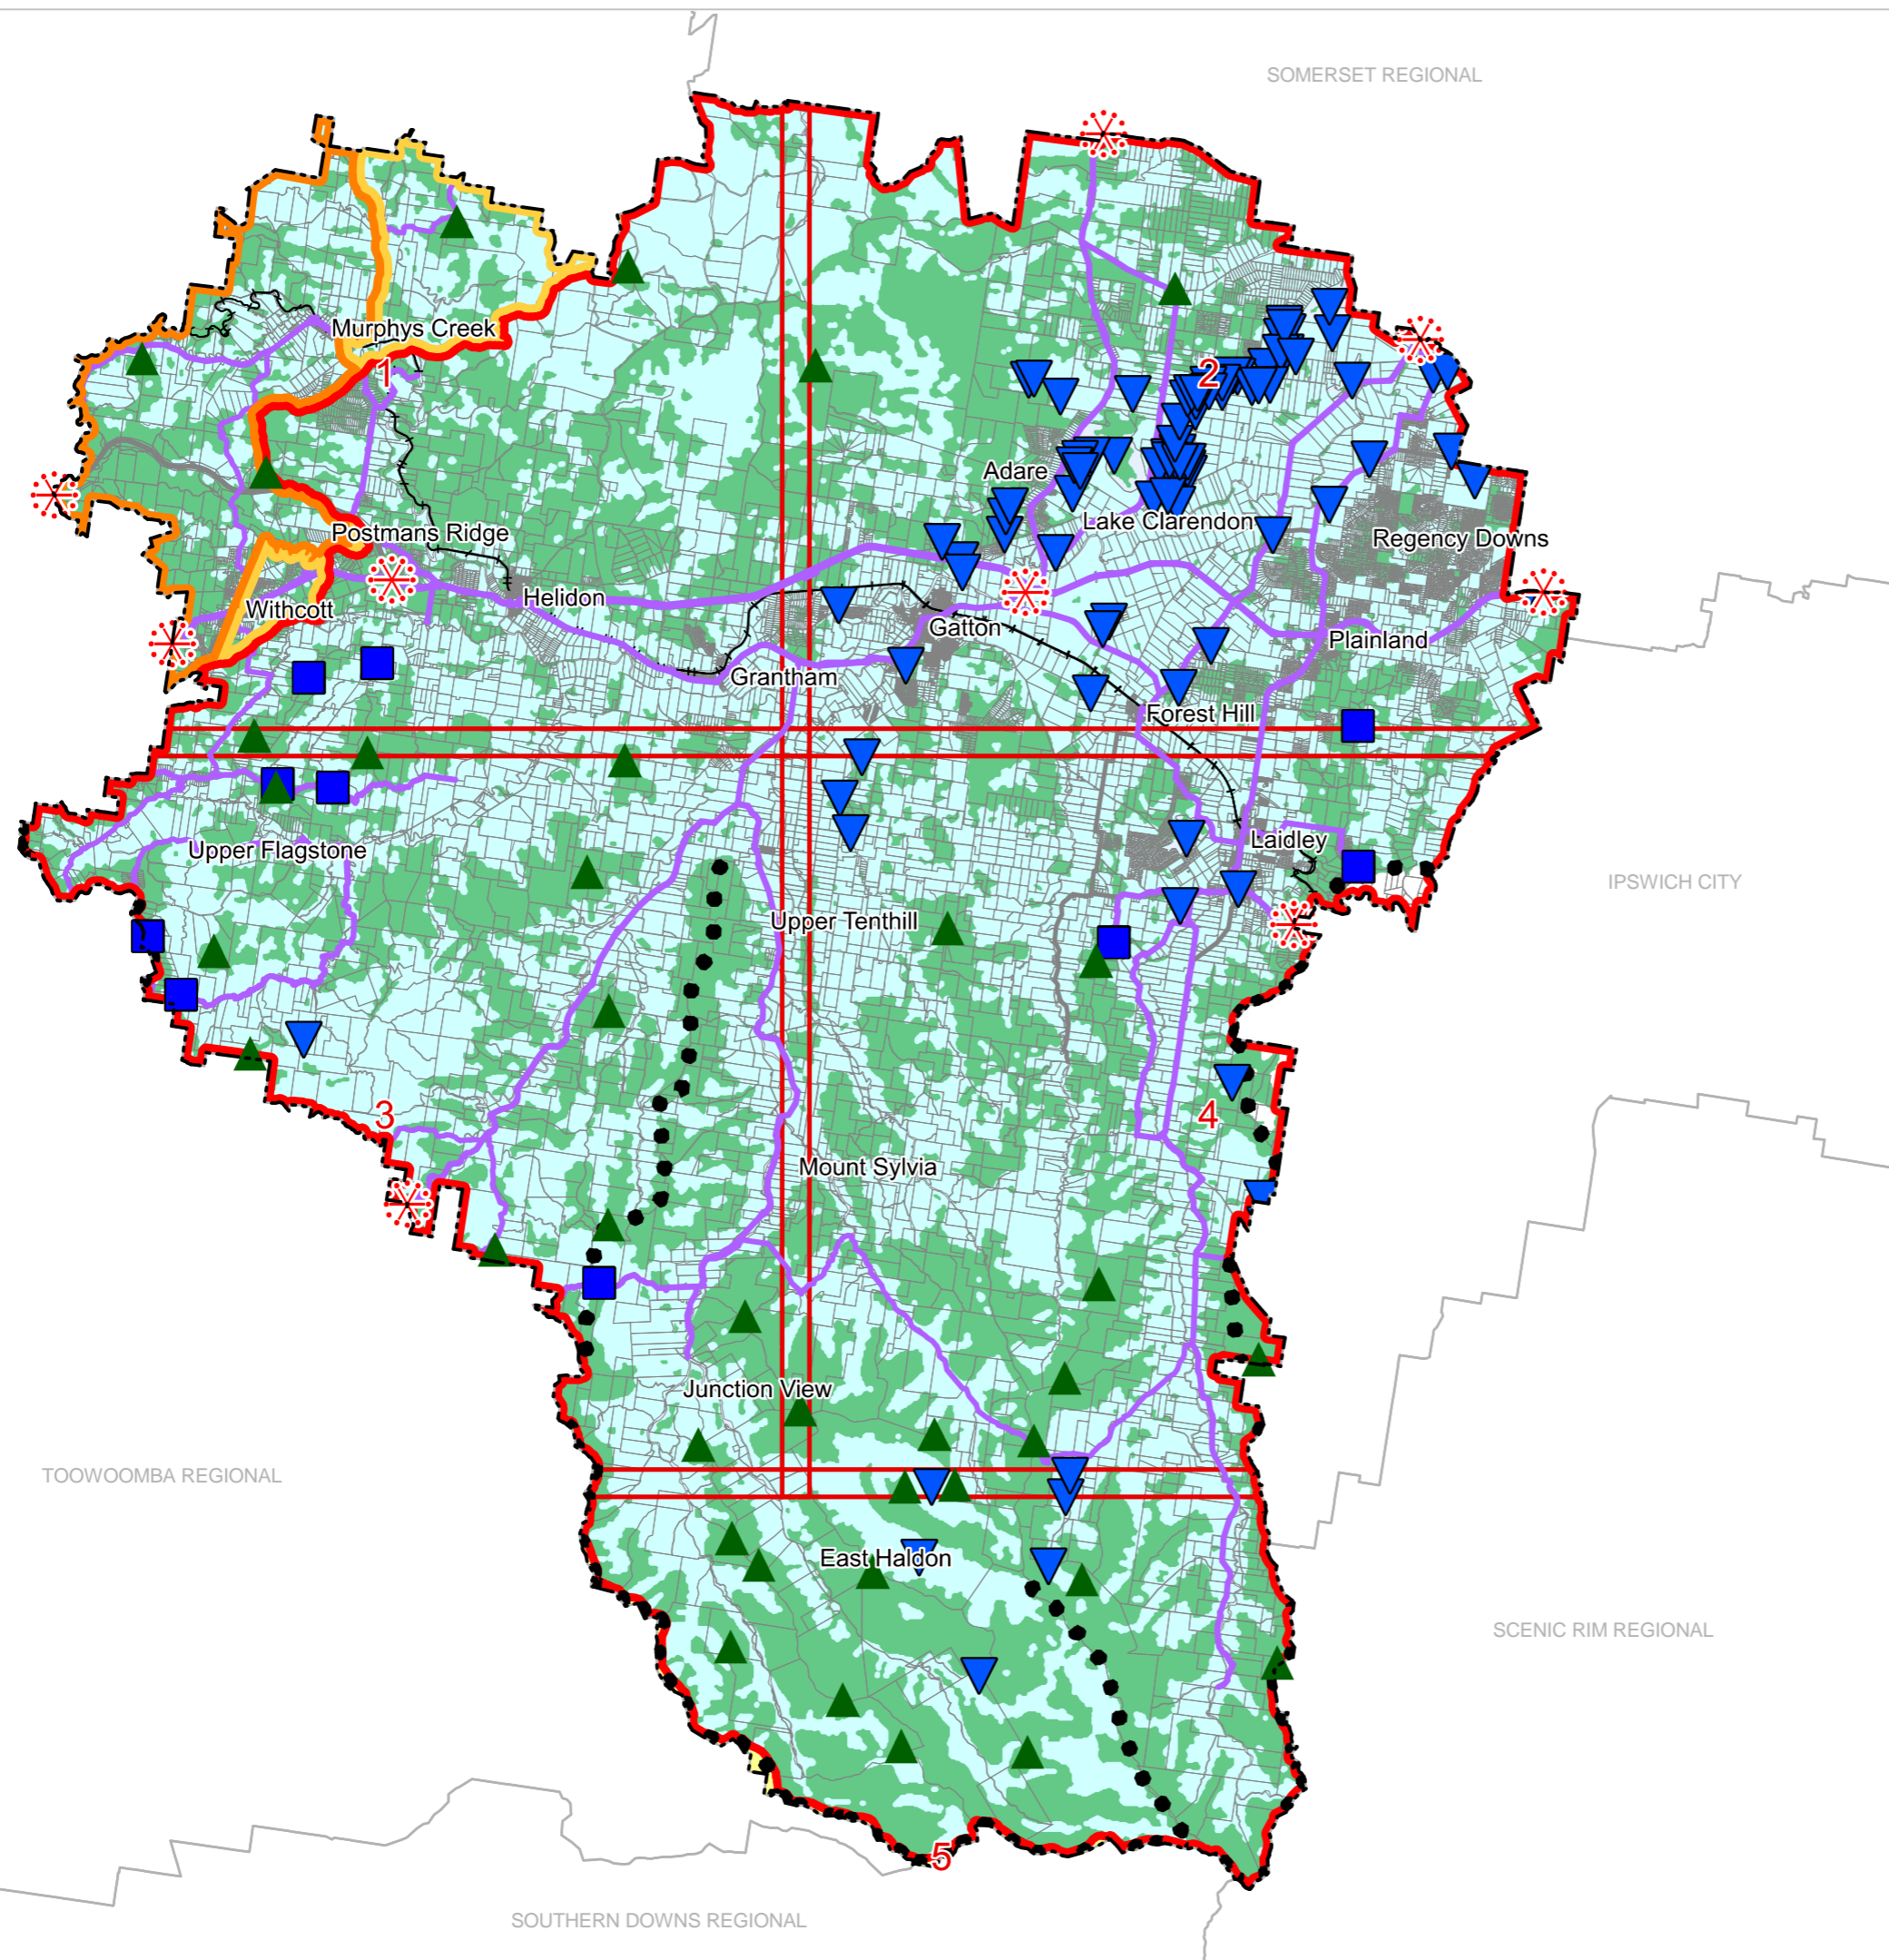 SOMERSET REGIONAL
Murphys Creek
1
2
Adare
Lake Clarendon
Postmans Ridge
Regency Downs
Helidon
Withcott
Gatton
Plainland
Grantham
Forest Hill
Laidley
Upper Flagstone
IPSWICH CITY
Upper Tenthill
3
4
Mount Sylvia
Junction View
TOOWOOMBA REGIONAL
East Haldon
SCENIC RIM REGIONAL
5
SOUTHERN DOWNS REGIONAL